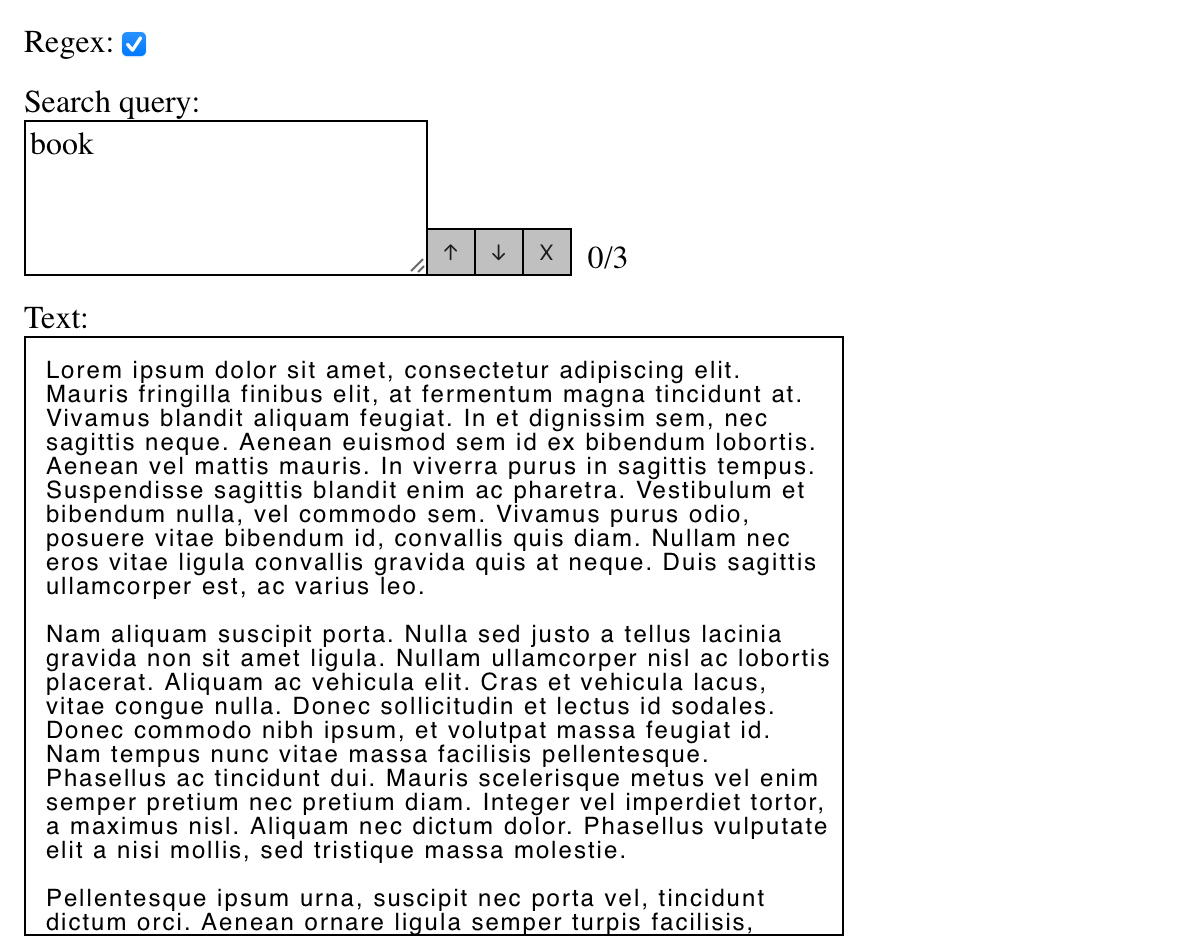 Regex:
Search query:
book
↑ ↓ X 0/3
Text:
Lorem ipsum dolor sit amet, consectetur adipiscing elit.
Mauris fringilla finibus elit, at fermentum magna tincidunt at.
Vivamus blandit aliquam feugiat. In et dignissim sem, nec
sagittis neque. Aenean euismod sem id ex bibendum lobortis.
Aenean vel mattis mauris. In viverra purus in sagittis tempus.
Suspendisse sagittis blandit enim ac pharetra. Vestibulum et
bibendum nulla, vel commodo sem. Vivamus purus odio,
posuere vitae bibendum id, convallis quis diam. Nullam nec
eros vitae ligula convallis gravida quis at neque. Duis sagittis
ullamcorper est, ac varius leo.
Nam aliquam suscipit porta. Nulla sed justo a tellus lacinia
gravida non sit amet ligula. Nullam ullamcorper nisl ac lobortis
placerat. Aliquam ac vehicula elit. Cras et vehicula lacus,
vitae congue nulla. Donec sollicitudin et lectus id sodales.
Donec commodo nibh ipsum, et volutpat massa feugiat id.
Nam tempus nunc vitae massa facilisis pellentesque.
Phasellus ac tincidunt dui. Mauris scelerisque metus vel enim
semper pretium nec pretium diam. Integer vel imperdiet tortor,
a maximus nisl. Aliquam nec dictum dolor. Phasellus vulputate
elit a nisi mollis, sed tristique massa molestie.
Pellentesque ipsum urna, suscipit nec porta vel, tincidunt
dictum orci. Aenean ornare ligula semper turpis facilisis,